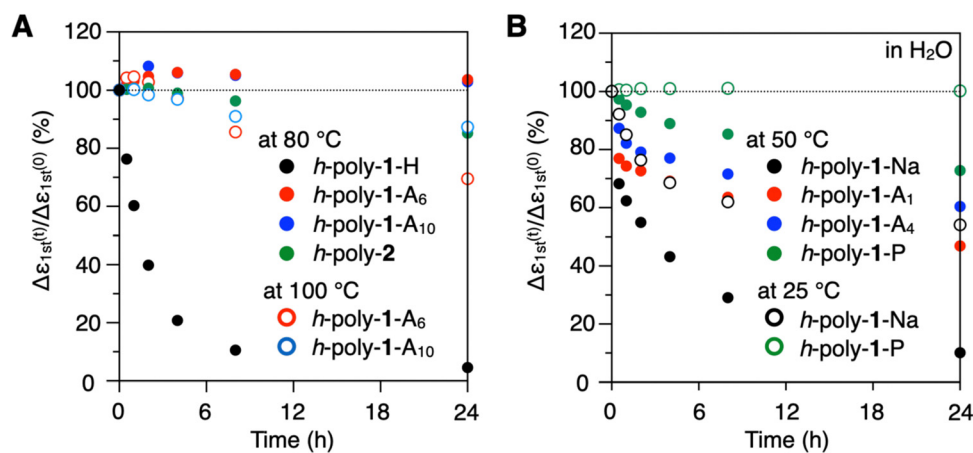 A
120
100
80
60
40
20
0
Δε1st(t)/Δε1st(0) (%)
at 80 °C
h-poly-1-H
h-poly-1-A6
h-poly-1-A10
h-poly-2
at 100 °C
h-poly-1-A6
h-poly-1-A10
0 6 12 18 24
Time (h)
B
120
100
80
60
40
20
0
Δε1st(t)/Δε1st(0) (%)
in H2O
at 50 °C
h-poly-1-Na
h-poly-1-A1
h-poly-1-A4
h-poly-1-P
at 25 °C
h-poly-1-Na
h-poly-1-P
0 6 12 18 24
Time (h)